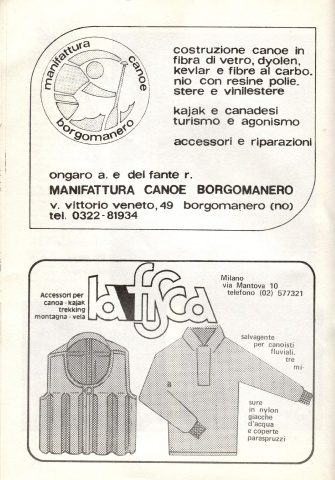 manifattura canoe borgomanero
costruzione canoe in
fibra di vetro, dyolen,
kevlar e fibre al carbo.
nio con resine polie.
stere e vinilestere
kajak e canadesi
turismo e agonismo
accessori e riparazioni
ongaro a. e del fante r.
MANIFATTURA CANOE BORGOMANERO
v. vittorio veneto, 49 borgomanero (no)
tel. 0322-81934
la fisca
Milano
via Mantova 10
telefono (02) 577321
Accessori per
canoa - kajak
trekking
montagna - vela
salvagente
per canoisti
fluviali,
tre
mi-
a
sure
in nylon
giacche
d'acqua
e coperte
paraspruzzi